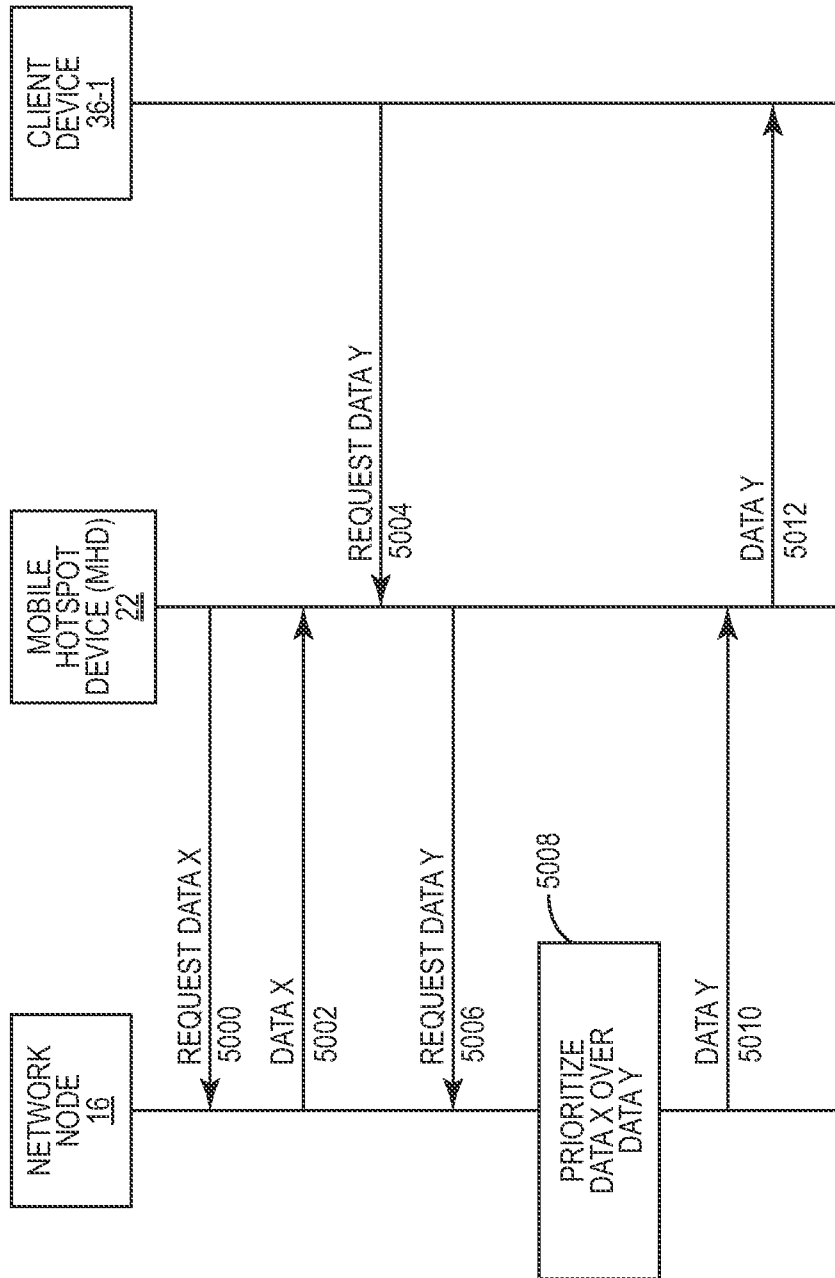 NETWORK
NODE
16
MOBILE
HOTSPOT
DEVICE (MHD)
22
CLIENT
DEVICE
36-1
REQUEST DATA X
5000
DATA X
5002
REQUEST DATA Y
5004
REQUEST DATA Y
5006
PRIORITIZE
DATA X OVER
DATA Y
5008
DATA Y
5010
DATA Y
5012